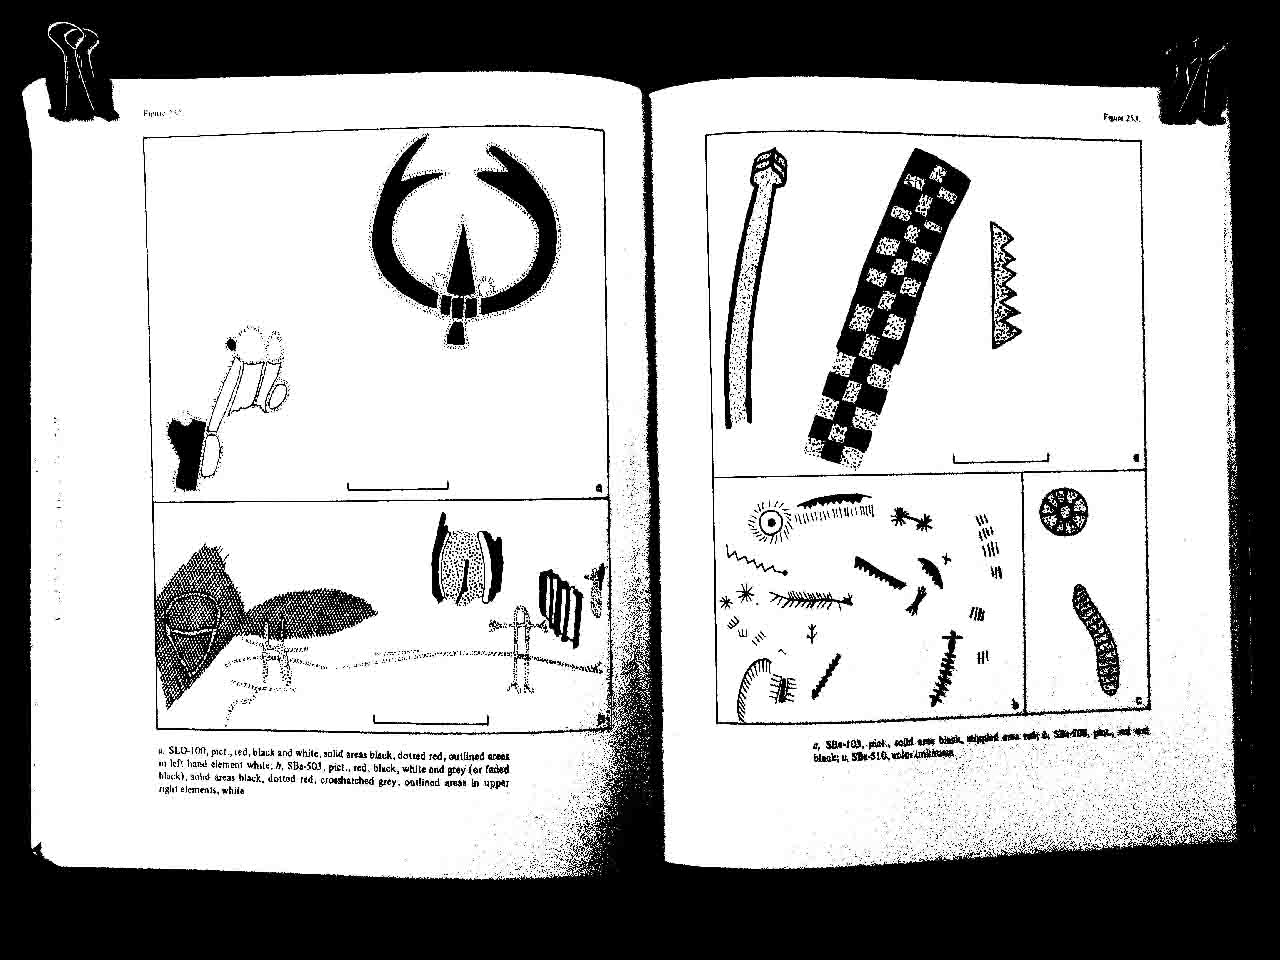 Figure 252.
a
b
a. SLO-100, pict., red, black and white, solid areas black, dotted red, outlined areas
in left hand element white; b, SBa-503, pict., red, black, white and grey (or faded
black), solid areas black, dotted red, crosshatched grey, outlined areas in upper
right elements, white
Figure 253.
a
b
c
a, SBa-103, pict., solid area black, stippled area red; b, SBa-508, pict., red and
black; c, SBa-510, color unknown